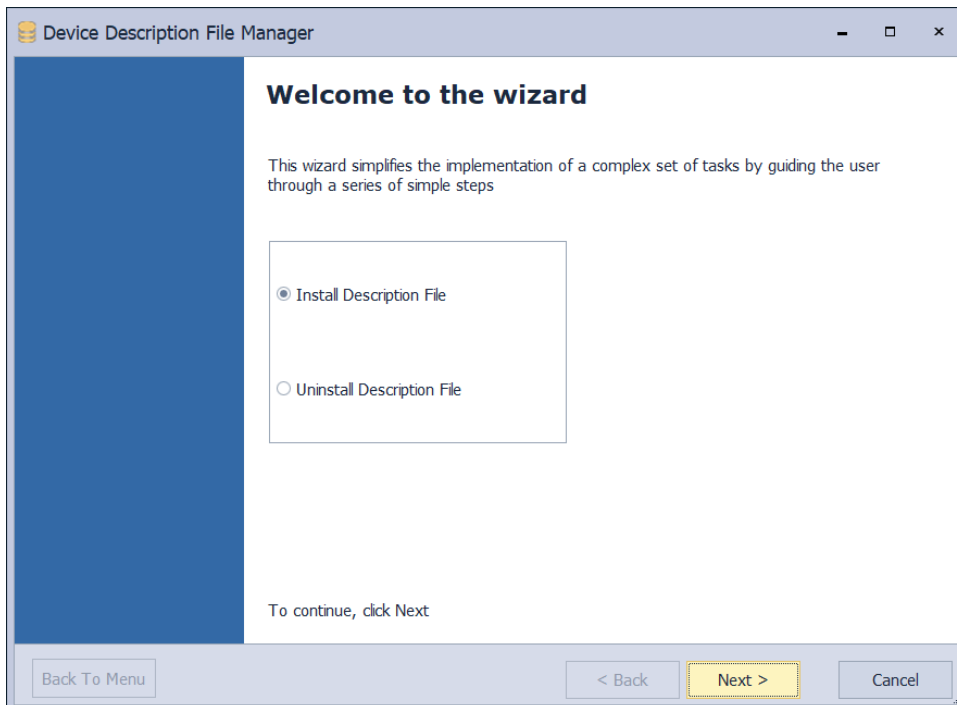 Device Description File Manager
Welcome to the wizard
This wizard simplifies the implementation of a complex set of tasks by guiding the user
through a series of simple steps
Install Description File
Uninstall Description File
To continue, click Next
Back To Menu
< Back
Next >
Cancel